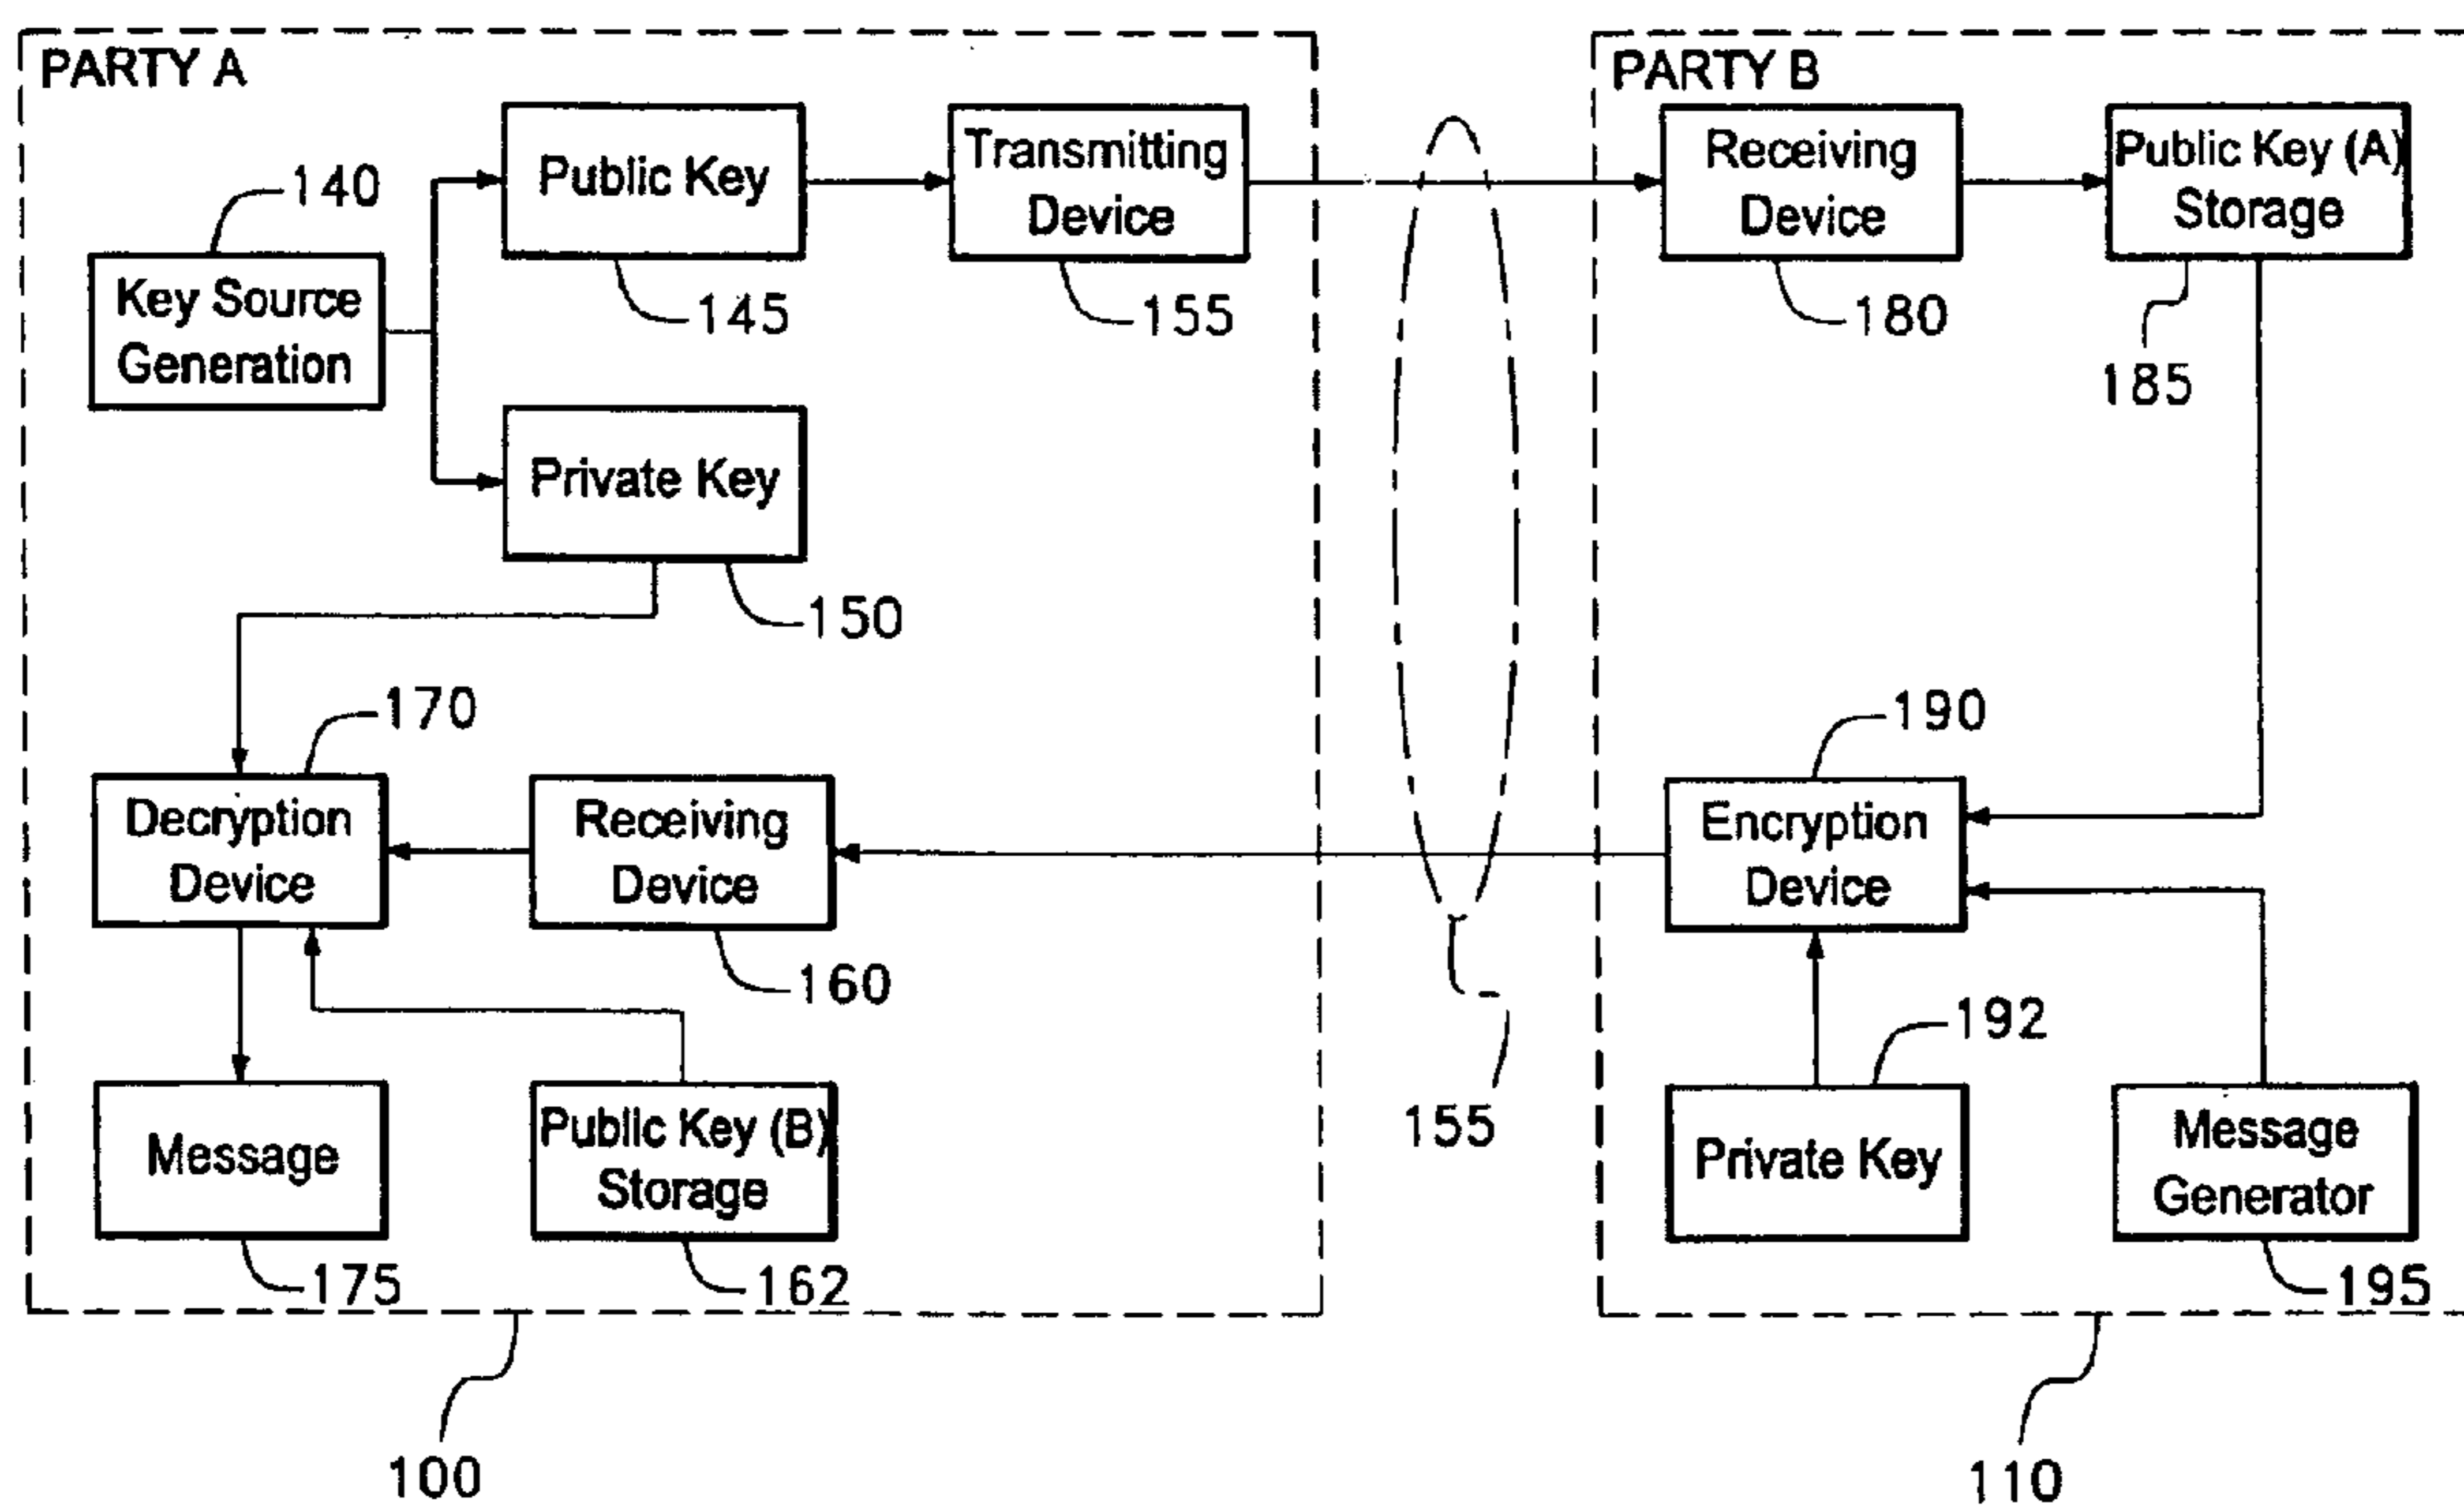 PARTY A
PARTY B
140
Key Source
Generation
Public Key
145
Transmitting
Device
155
Receiving
Device
180
Public Key (A)
Storage
185
Private Key
150
170
Decryption
Device
Receiving
Device
160
190
Encryption
Device
Message
175
Public Key (B)
Storage
162
155
192
Private Key
Message
Generator
195
100
110